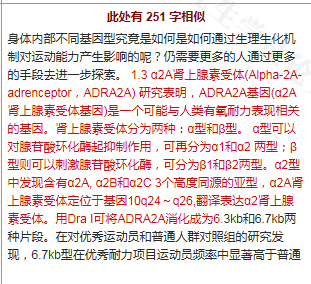 此处有 251 字相似
身体内部不同基因型究竟是如何是如何通过生理生化机
制对运动能力产生影响的呢？仍需要更多的人通过更多
的手段去进一步探索。 1.3 α2A肾上腺素受体(Alpha-2A-
adrenceptor，ADRA2A) 研究表明，ADRA2A基因(α2A
肾上腺素受体基因)是一个可能与人类有氧耐力表现相关
的基因。肾上腺素受体分为两种：α型和β型。 α型可以
对腺苷酸环化酶起抑制作用，可再分为α1和α2 两型；β
型则可以刺激腺苷酸环化酶，可分为β1和β2两型。α2型
中发现含有α2A, α2B和α2C 3个高度同源的亚型，α2A肾
上腺素受体定位于基因10q24～q26,翻译表达α2肾上腺
素受体。用Dra I可将ADRA2A消化成为6.3kb和6.7kb两
种片段。在对优秀运动员和普通人群对照组的研究发
现，6.7kb型在优秀耐力项目运动员频率中显著高于普通